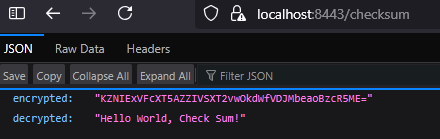 localhost:8443/checksum
JSON Raw Data Headers
Save Copy Collapse All Expand All Filter JSON
encrypted: "KZNIExVFcXT5AZZIVSXT2vwOkdWfVDJMbeaoBzcR5ME="
decrypted: "Hello World, Check Sum!"